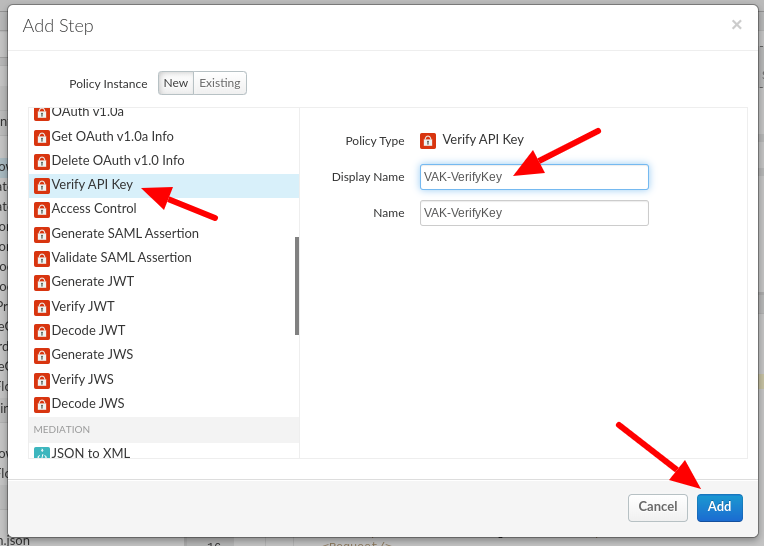 Add Step
×
Policy Instance New Existing
OAuth v1.0a
Get OAuth v1.0a Info
Delete OAuth v1.0 Info
Verify API Key
Access Control
Generate SAML Assertion
Validate SAML Assertion
Generate JWT
Verify JWT
Decode JWT
Generate JWS
Verify JWS
Decode JWS
MEDIATION
JSON to XML
Policy Type Verify API Key
Display Name VAK-VerifyKey
Name VAK-VerifyKey
Cancel Add
n.json
16
<Request/>